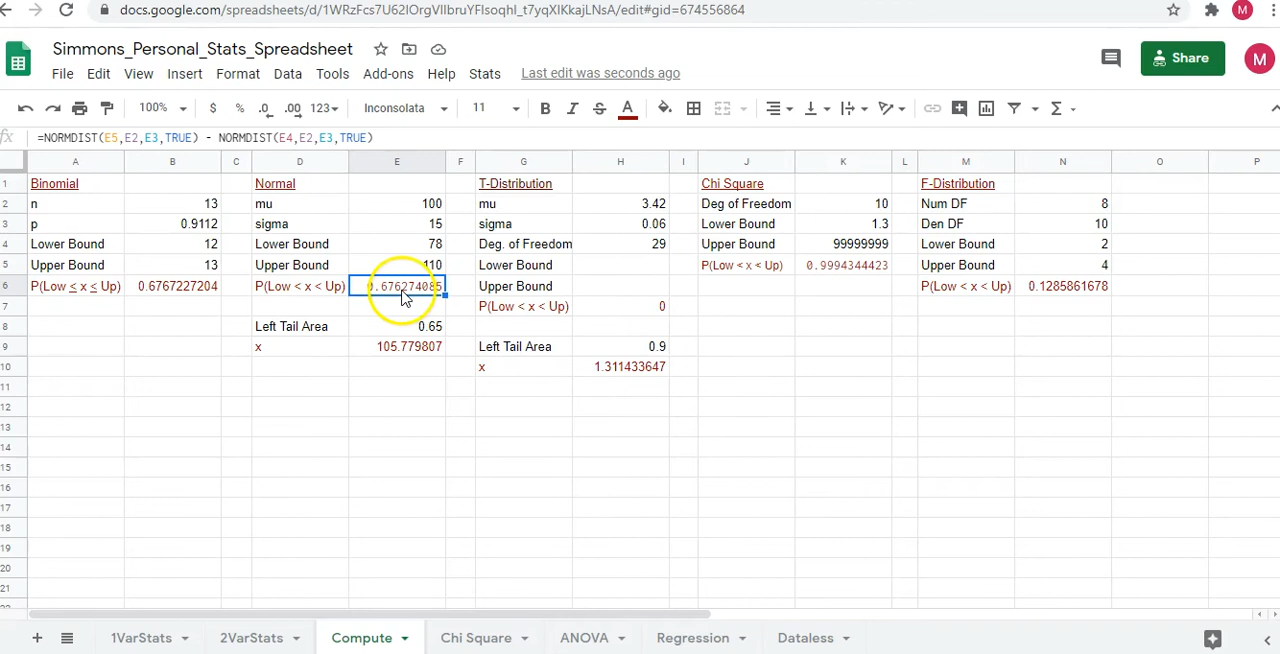 docs.google.com/spreadsheets/d/1WRzFcs7U62IOrgVIlbruYFIsoqhI_t7yqXIKkajLNsA/edit#gid=674556864
M
Simmons_Personal_Stats_Spreadsheet
File Edit View Insert Format Data Tools Add-ons Help Stats Last edit was seconds ago
Share
M
100% $ % .0 .00 123 Inconsolata 11 B I S A
fx =NORMDIST(E5,E2,E3,TRUE) - NORMDIST(E4,E2,E3,TRUE)
A B C D E F G H I J K L M N O P
1 Binomial Normal T-Distribution Chi Square F-Distribution
2 n 13 mu 100 mu 3.42 Deg of Freedom 10 Num DF 8
3 p 0.9112 sigma 15 sigma 0.06 Lower Bound 1.3 Den DF 10
4 Lower Bound 12 Lower Bound 78 Deg. of Freedom 29 Upper Bound 99999999 Lower Bound 2
5 Upper Bound 13 Upper Bound 110 Lower Bound P(Low < x < Up) 0.9994344423 Upper Bound 4
6 P(Low ≤ x ≤ Up) 0.6767227204 P(Low < x < Up) 0.676274085 Upper Bound P(Low < x < Up) 0.1285861678
7 P(Low < x < Up) 0
8 Left Tail Area 0.65
9 x 105.779807 Left Tail Area 0.9
10 x 1.311433647
11
12
13
14
15
16
17
18
19
20
21
1VarStats 2VarStats Compute Chi Square ANOVA Regression Dataless